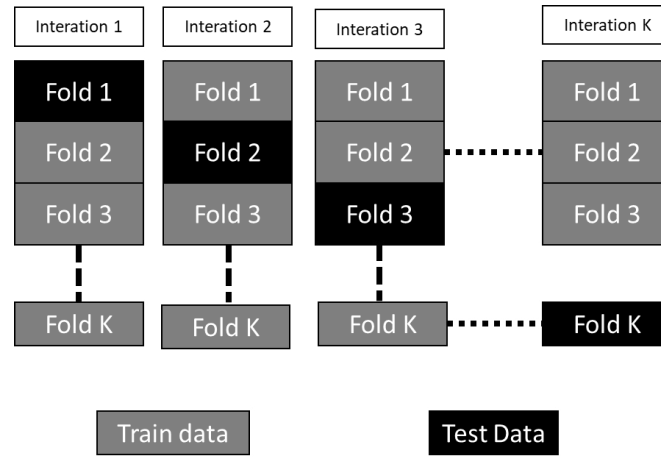 Interation 1
Interation 2
Interation 3
Interation K
Fold 1
Fold 1
Fold 1
Fold 1
Fold 2
Fold 2
Fold 2
Fold 2
Fold 3
Fold 3
Fold 3
Fold 3
Fold K
Fold K
Fold K
Fold K
Train data
Test Data